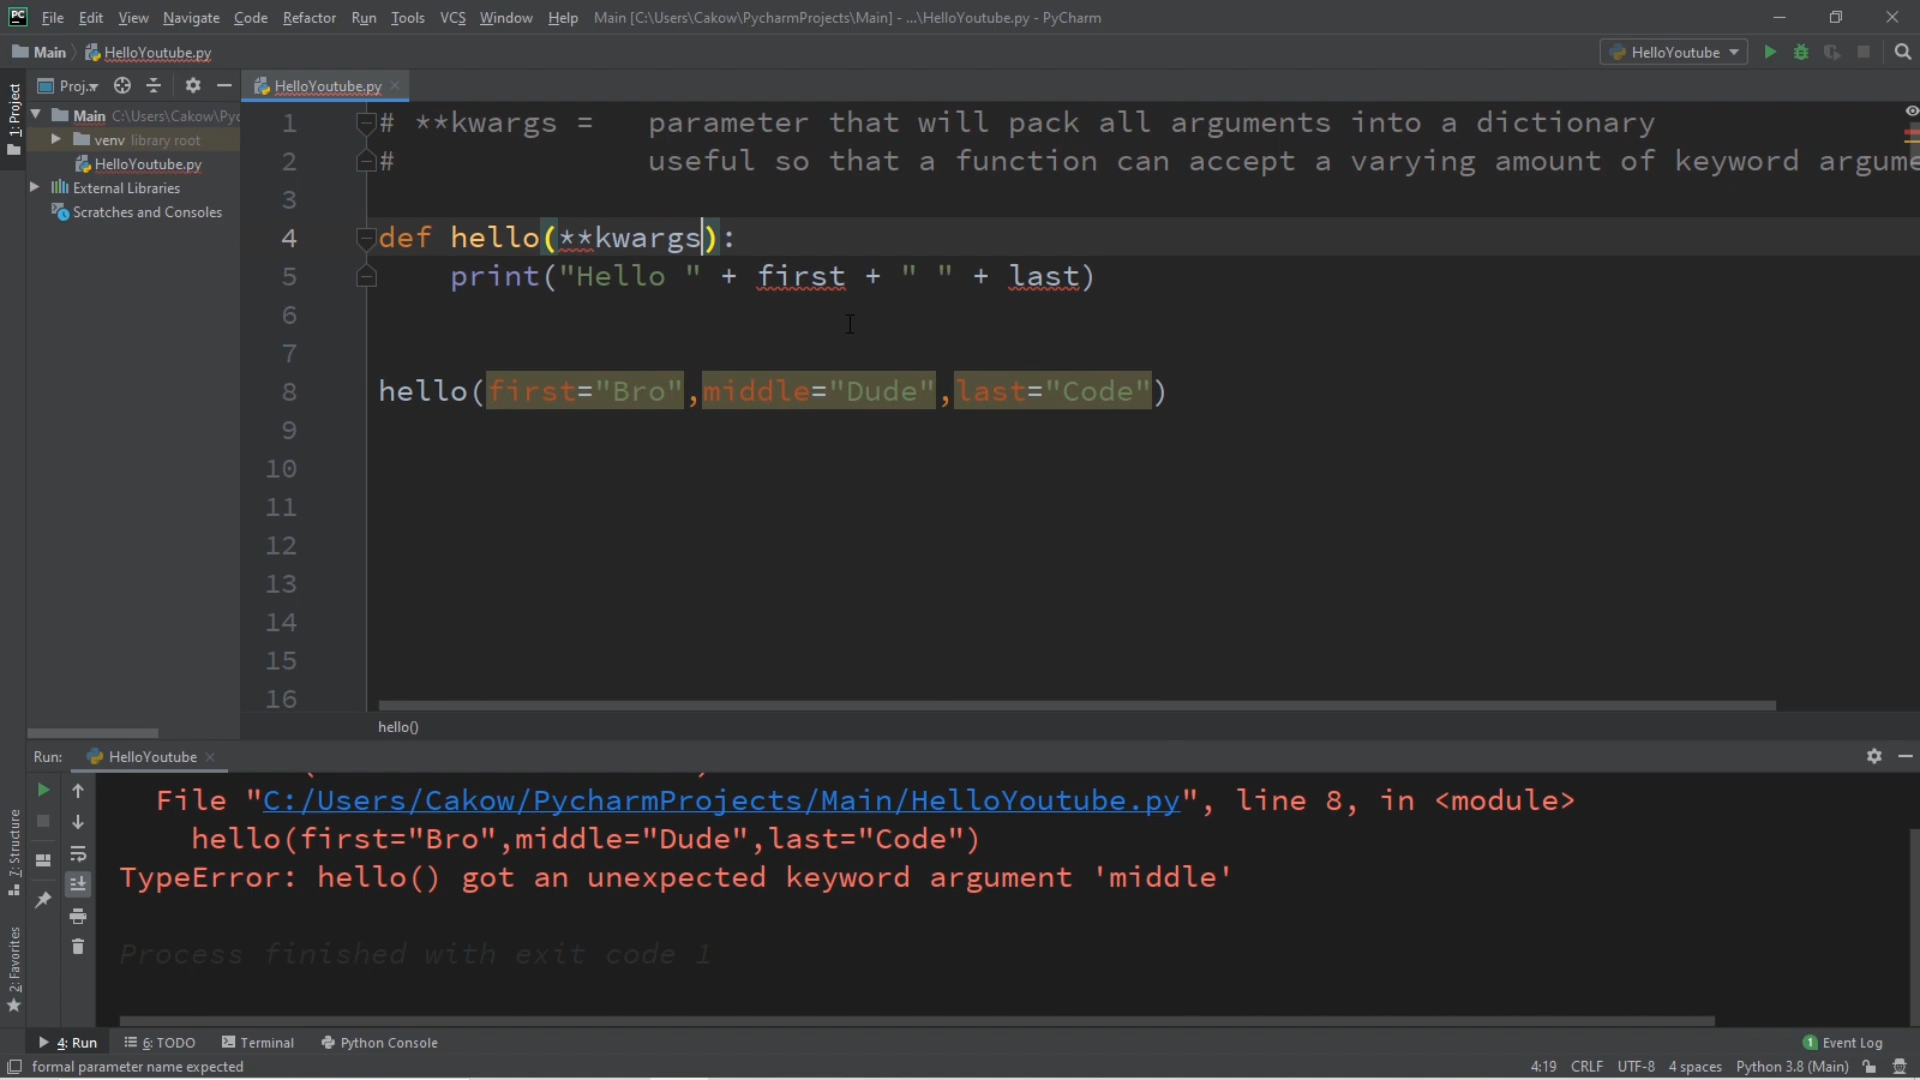 PC File Edit View Navigate Code Refactor Run Tools VCS Window Help Main [C:\Users\Cakow\PycharmProjects\Main] - ...\HelloYoutube.py - PyCharm
Main HelloYoutube.py HelloYoutube
Proj... HelloYoutube.py
1: Project
Main C:\Users\Cakow\Pyc
venv library root
HelloYoutube.py
External Libraries
Scratches and Consoles
1 # **kwargs = parameter that will pack all arguments into a dictionary
2 # useful so that a function can accept a varying amount of keyword argume
3
4 def hello(**kwargs):
5 print("Hello " + first + " " + last)
6
7
8 hello(first="Bro",middle="Dude",last="Code")
9
10
11
12
13
14
15
16
hello()
Run: HelloYoutube
File "C:/Users/Cakow/PycharmProjects/Main/HelloYoutube.py", line 8, in <module>
hello(first="Bro",middle="Dude",last="Code")
TypeError: hello() got an unexpected keyword argument 'middle'
Process finished with exit code 1
7: Structure
2: Favorites
4: Run 6: TODO Terminal Python Console 1 Event Log
formal parameter name expected 4:19 CRLF UTF-8 4 spaces Python 3.8 (Main)